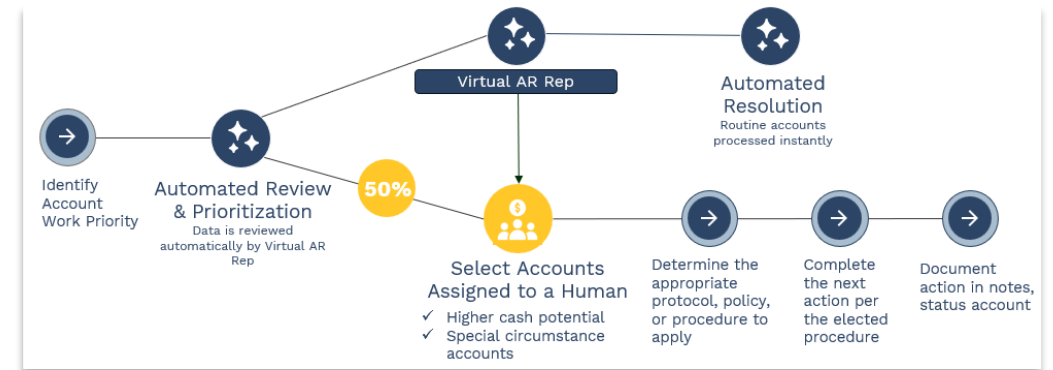 Virtual AR Rep
Automated
Resolution
Routine accounts
processed instantly
Identify
Account
Work Priority
Automated Review
& Prioritization
Data is reviewed
automatically by Virtual AR
Rep
50%
$
Select Accounts
Assigned to a Human
✓ Higher cash potential
✓ Special circumstance
accounts
Determine the
appropriate
protocol, policy,
or procedure to
apply
Complete
the next
action per
the elected
procedure
Document
action in notes,
status account